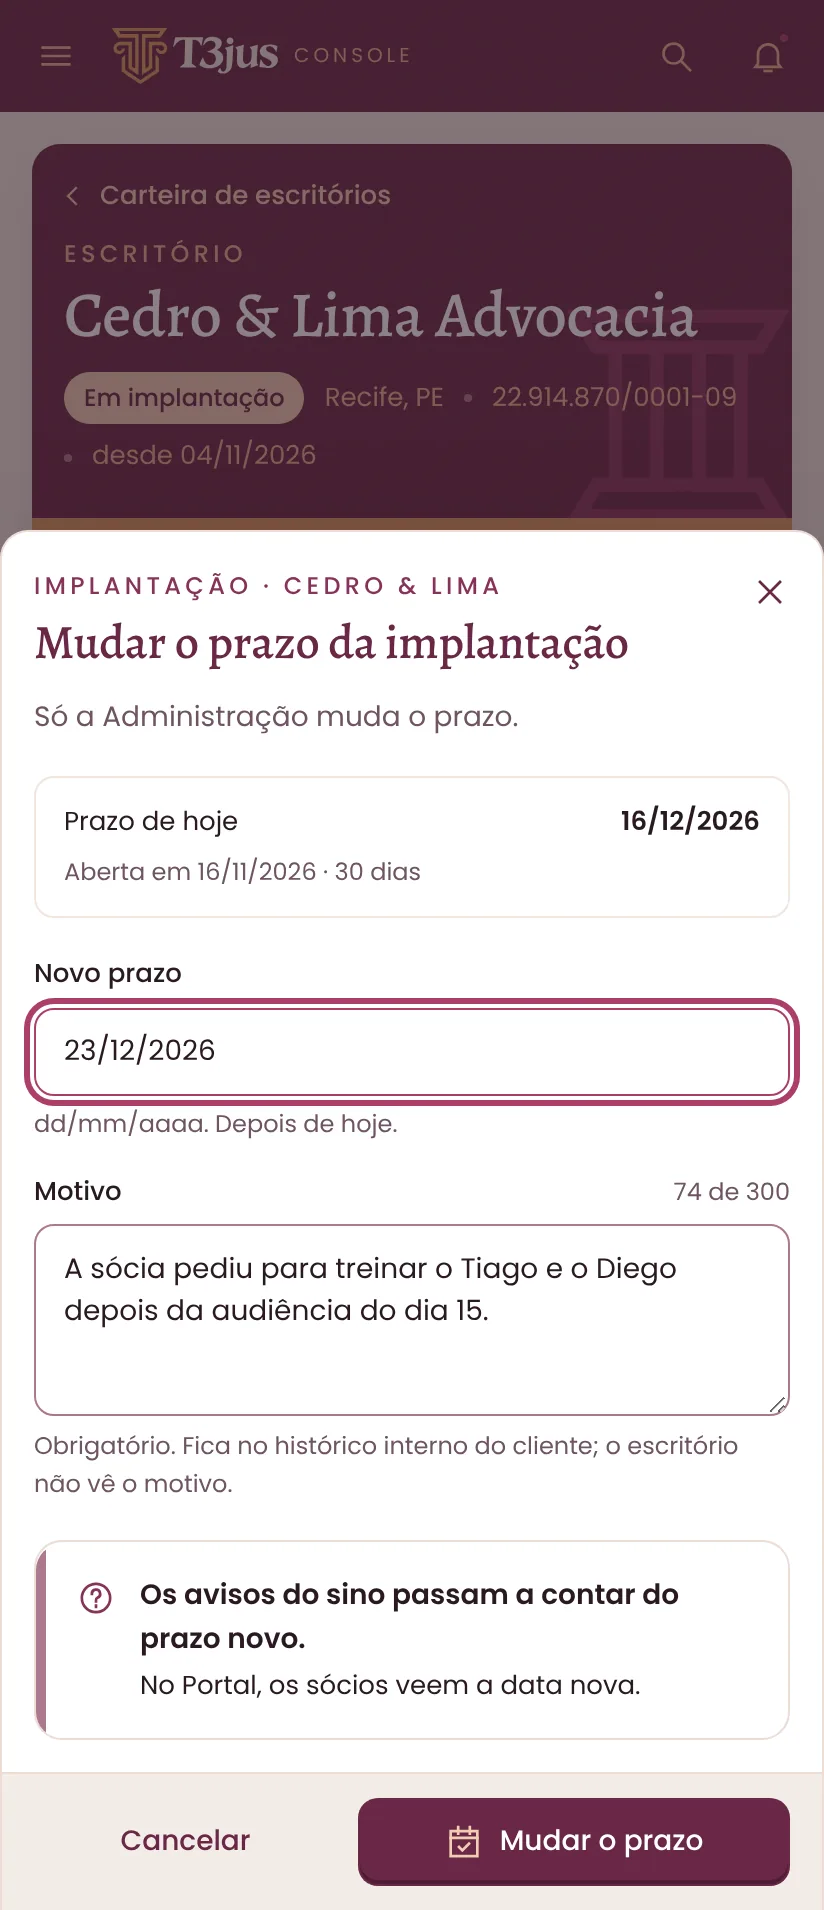 T3jus CONSOLE
Carteira de escritórios
ESCRITÓRIO
Cedro & Lima Advocacia
Em implantação Recife, PE • 22.914.870/0001-09
• desde 04/11/2026
IMPLANTAÇÃO · CEDRO & LIMA
Mudar o prazo da implantação
Só a Administração muda o prazo.
Prazo de hoje 16/12/2026
Aberta em 16/11/2026 · 30 dias
Novo prazo
23/12/2026
dd/mm/aaaa. Depois de hoje.
Motivo 74 de 300
A sócia pediu para treinar o Tiago e o Diego
depois da audiência do dia 15.
Obrigatório. Fica no histórico interno do cliente; o escritório
não vê o motivo.
Os avisos do sino passam a contar do
prazo novo.
No Portal, os sócios veem a data nova.
Cancelar Mudar o prazo